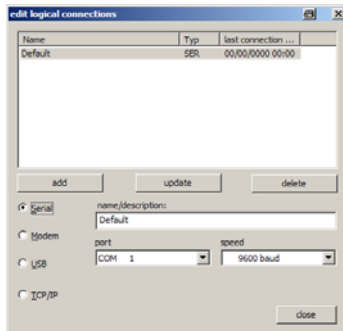 edit logical connections
Name Typ last connection ...
Default SER 00/00/0000 00:00
add update delete
Serial
name/description:
Default
Modem
port speed
COM 1 9600 baud
USB
TCP/IP
close